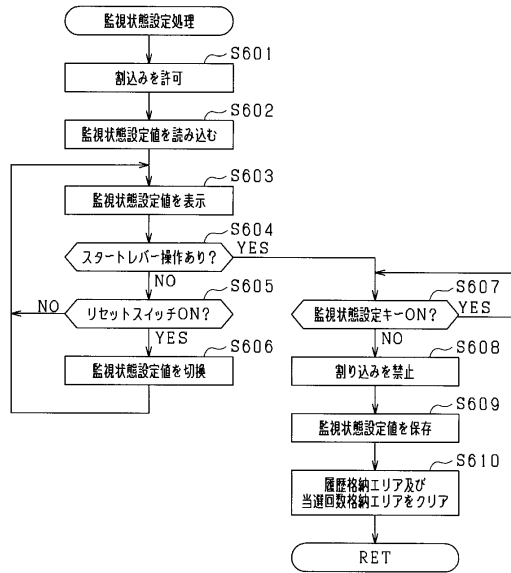 監視状態設定処理
S601
割込みを許可
S602
監視状態設定値を読み込む
S603
監視状態設定値を表示
S604
スタートレバー操作あり?
YES
NO
S605
リセットスイッチON?
NO
YES
S606
監視状態設定値を切換
S607
監視状態設定キーON?
YES
NO
S608
割り込みを禁止
S609
監視状態設定値を保存
S610
履歴格納エリア及び
当選回数格納エリアをクリア
RET